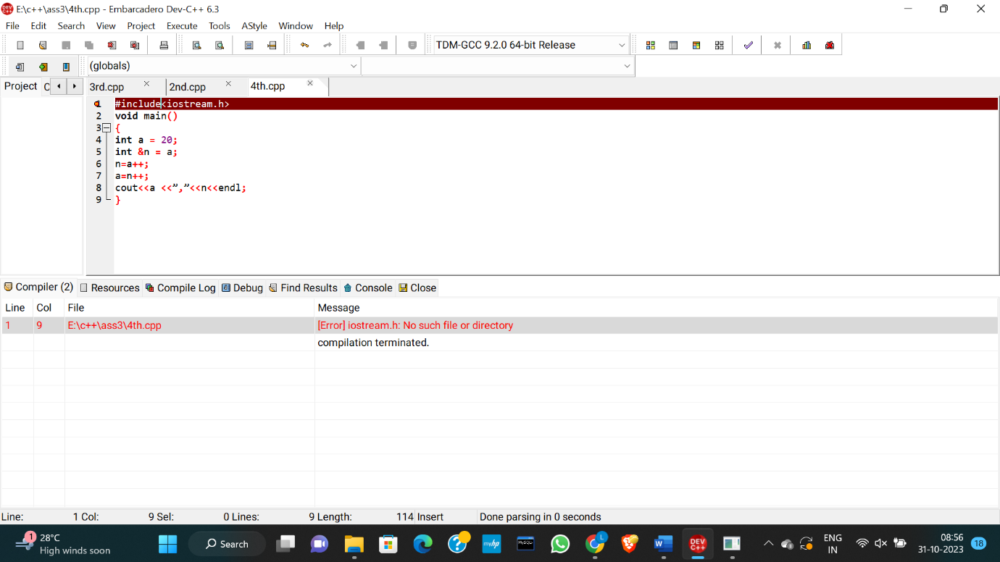 E:\c++\ass3\4th.cpp - Embarcadero Dev-C++ 6.3
File Edit Search View Project Execute Tools AStyle Window Help
TDM-GCC 9.2.0 64-bit Release
(globals)
Project C 3rd.cpp 2nd.cpp 4th.cpp
#include<iostream.h>
2 void main()
3 {
4 int a = 20;
5 int &n = a;
6 n=a++;
7 a=n++;
8 cout<<a <<”,”<<n<<endl;
9 }
Compiler (2) Resources Compile Log Debug Find Results Console Close
Line Col File Message
1 9 E:\c++\ass3\4th.cpp [Error] iostream.h: No such file or directory
compilation terminated.
Line: 1 Col: 9 Sel: 0 Lines: 9 Length: 114 Insert Done parsing in 0 seconds
1 28°C
High winds soon
Search
ENG
IN
08:56
31-10-2023
18